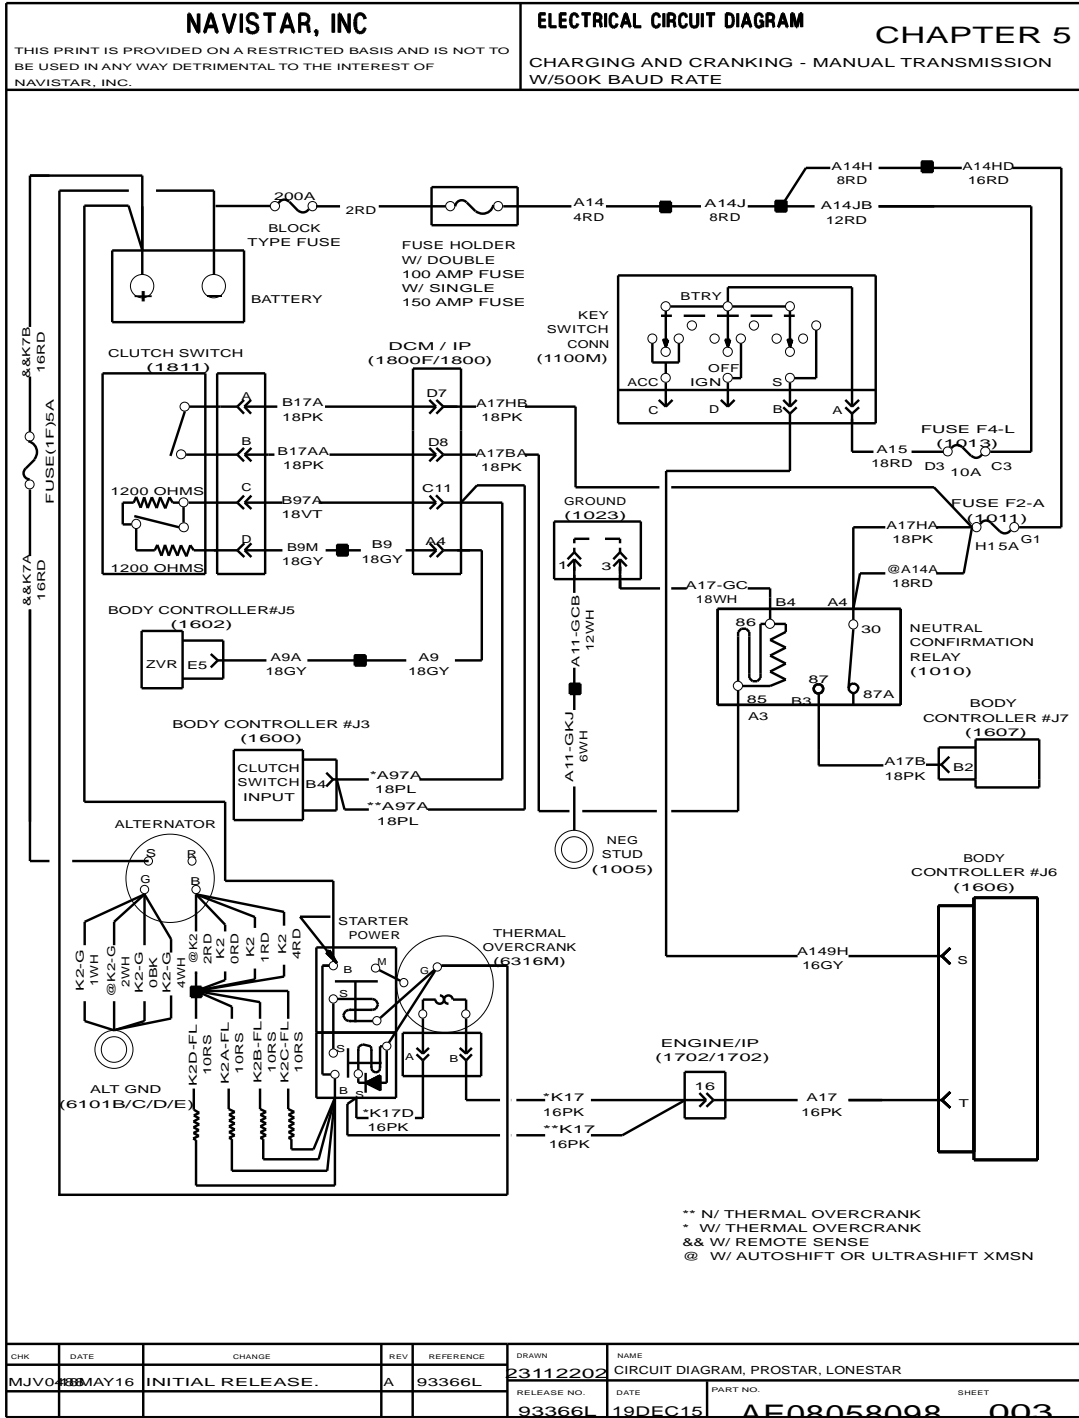 NAVISTAR, INC
THIS PRINT IS PROVIDED ON A RESTRICTED BASIS AND IS NOT TO
BE USED IN ANY WAY DETRIMENTAL TO THE INTEREST OF
NAVISTAR, INC.
ELECTRICAL CIRCUIT DIAGRAM
CHAPTER 5
CHARGING AND CRANKING - MANUAL TRANSMISSION
W/500K BAUD RATE
A14H
8RD
A14HD
16RD
200A
BLOCK
TYPE FUSE
2RD
A14
4RD
A14J
8RD
A14JB
12RD
FUSE HOLDER
W/ DOUBLE
100 AMP FUSE
W/ SINGLE
150 AMP FUSE
BATTERY
KEY
SWITCH
CONN
(1100M)
BTRY
OFF
ACC
IGN
S
C
D
B
A
&&K7B
16RD
FUSE(1F)5A
&&K7A
16RD
CLUTCH SWITCH
(1811)
DCM / IP
(1800F/1800)
A
B17A
18PK
D7
A17HB
18PK
B
B17AA
18PK
D8
A17BA
18PK
1200 OHMS
C
B97A
18VT
C11
D
B9M
18GY
B9
18GY
A4
1200 OHMS
FUSE F4-L
(1013)
A15
18RD
D3
10A
C3
FUSE F2-A
(1011)
A17HA
18PK
H15A
G1
@A14A
18RD
GROUND
(1023)
1
3
A17-GC
18WH
B4
A4
86
30
85
87
87A
A3
B3
NEUTRAL
CONFIRMATION
RELAY
(1010)
A11-GCB
12WH
A11-GKJ
6WH
BODY CONTROLLER#J5
(1602)
ZVR
E5
A9A
18GY
A9
18GY
BODY CONTROLLER #J3
(1600)
CLUTCH
SWITCH
INPUT
B4
*A97A
18PL
**A97A
18PL
BODY
CONTROLLER #J7
(1607)
A17B
18PK
B2
NEG
STUD
(1005)
ALTERNATOR
S
R
G
B
K2-G
1WH
@K2-G
2WH
K2-G
0BK
K2-G
4WH
@K2
2RD
K2
0RD
K2
1RD
K2
4RD
ALT GND
(6101B/C/D/E)
K2D-FL
10RS
K2A-FL
10RS
K2B-FL
10RS
K2C-FL
10RS
STARTER
POWER
B
M
S
S
B
S
THERMAL
OVERCRANK
(6316M)
G
A
B
*K17D
16PK
*K17
16PK
**K17
16PK
ENGINE/IP
(1702/1702)
16
A17
16PK
BODY
CONTROLLER #J6
(1606)
A149H
16GY
S
T
** N/ THERMAL OVERCRANK
* W/ THERMAL OVERCRANK
&& W/ REMOTE SENSE
@ W/ AUTOSHIFT OR ULTRASHIFT XMSN
CHK
DATE
CHANGE
REV
REFERENCE
INITIAL RELEASE.
A
93366L
DRAWN
23112202
NAME
CIRCUIT DIAGRAM, PROSTAR, LONESTAR
RELEASE NO.
93366L
DATE
19DEC15
PART NO.
AE08058098
SHEET
003